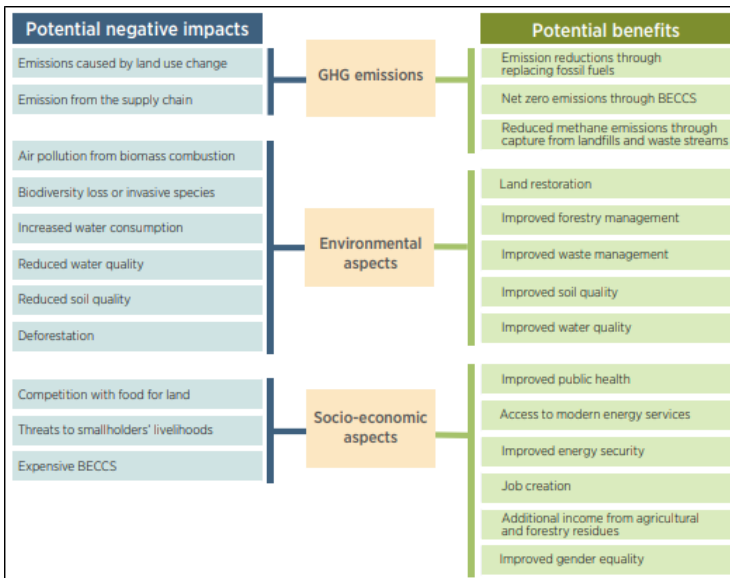 Potential negative impacts
Emissions caused by land use change
Emission from the supply chain
Air pollution from biomass combustion
Biodiversity loss or invasive species
Increased water consumption
Reduced water quality
Reduced soil quality
Deforestation
Competition with food for land
Threats to smallholders' livelihoods
Expensive BECCS
GHG emissions
Environmental
aspects
Socio-economic
aspects
Potential benefits
Emission reductions through
replacing fossil fuels
Net zero emissions through BECCS
Reduced methane emissions through
capture from landfills and waste streams
Land restoration
Improved forestry management
Improved waste management
Improved soil quality
Improved water quality
Improved public health
Access to modern energy services
Improved energy security
Job creation
Additional income from agricultural
and forestry residues
Improved gender equality